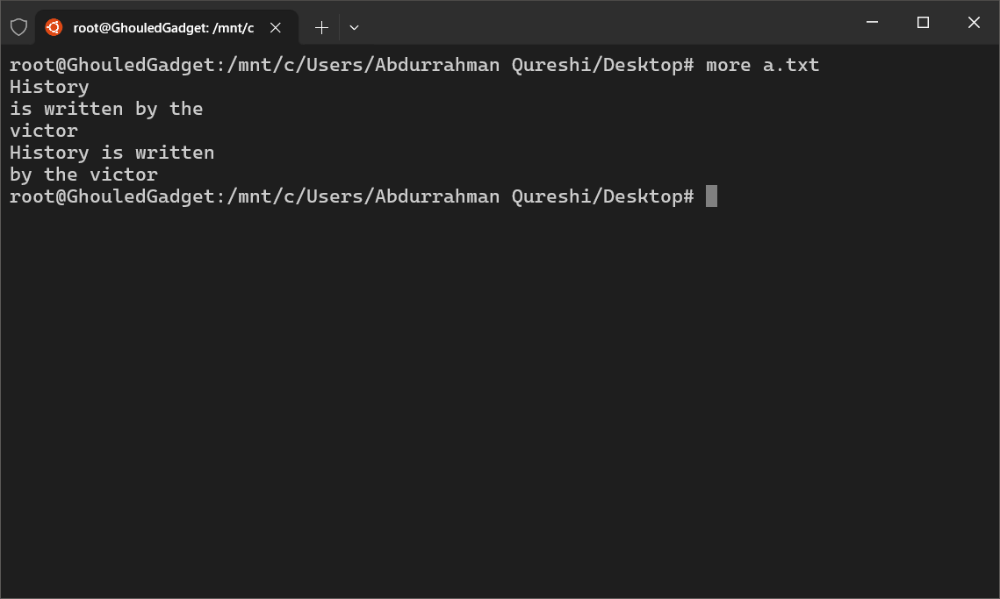 root@GhouledGadget: /mnt/c
root@GhouledGadget:/mnt/c/Users/Abdurrahman Qureshi/Desktop# more a.txt
History
is written by the
victor
History is written
by the victor
root@GhouledGadget:/mnt/c/Users/Abdurrahman Qureshi/Desktop#